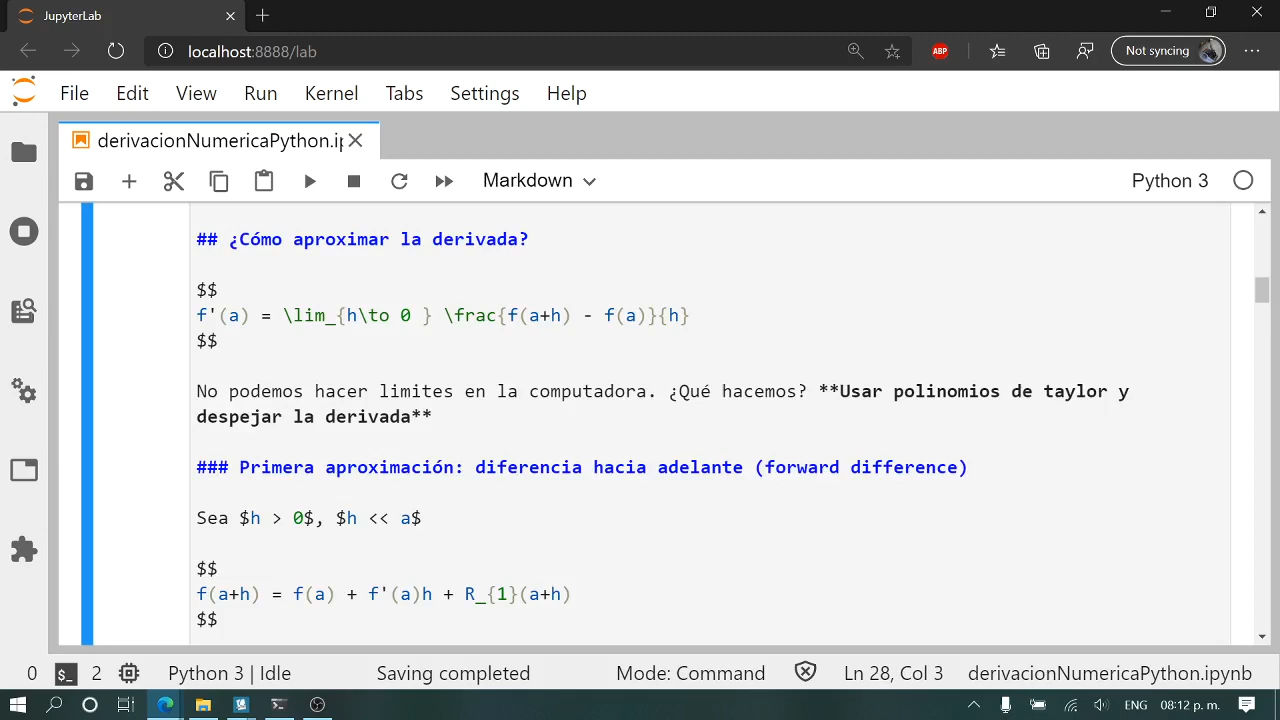 JupyterLab
localhost:8888/lab
ABP
Not syncing
File Edit View Run Kernel Tabs Settings Help
derivacionNumericaPython.ip
Markdown
Python 3
## ¿Cómo aproximar la derivada?
$$
f'(a) = \lim_{h\to 0 } \frac{f(a+h) - f(a)}{h}
$$
No podemos hacer limites en la computadora. ¿Qué hacemos? **Usar polinomios de taylor y
despejar la derivada**
### Primera aproximación: diferencia hacia adelante (forward difference)
Sea $h > 0$, $h << a$
$$
f(a+h) = f(a) + f'(a)h + R_{1}(a+h)
$$
0 $_ 2 Python 3 | Idle Saving completed Mode: Command Ln 28, Col 3 derivacionNumericaPython.ipynb
ENG 08:12 p. m.